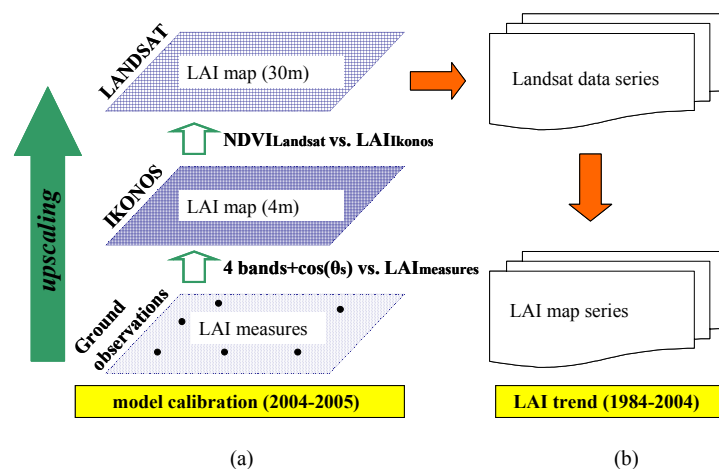 LANDSAT
LAI map (30m)
NDVILandsat vs. LAIIkonos
IKONOS
LAI map (4m)
4 bands+cos(θs) vs. LAImeasures
Ground
observations
LAI measures
upscaling
model calibration (2004-2005)
(a)
Landsat data series
LAI map series
LAI trend (1984-2004)
(b)